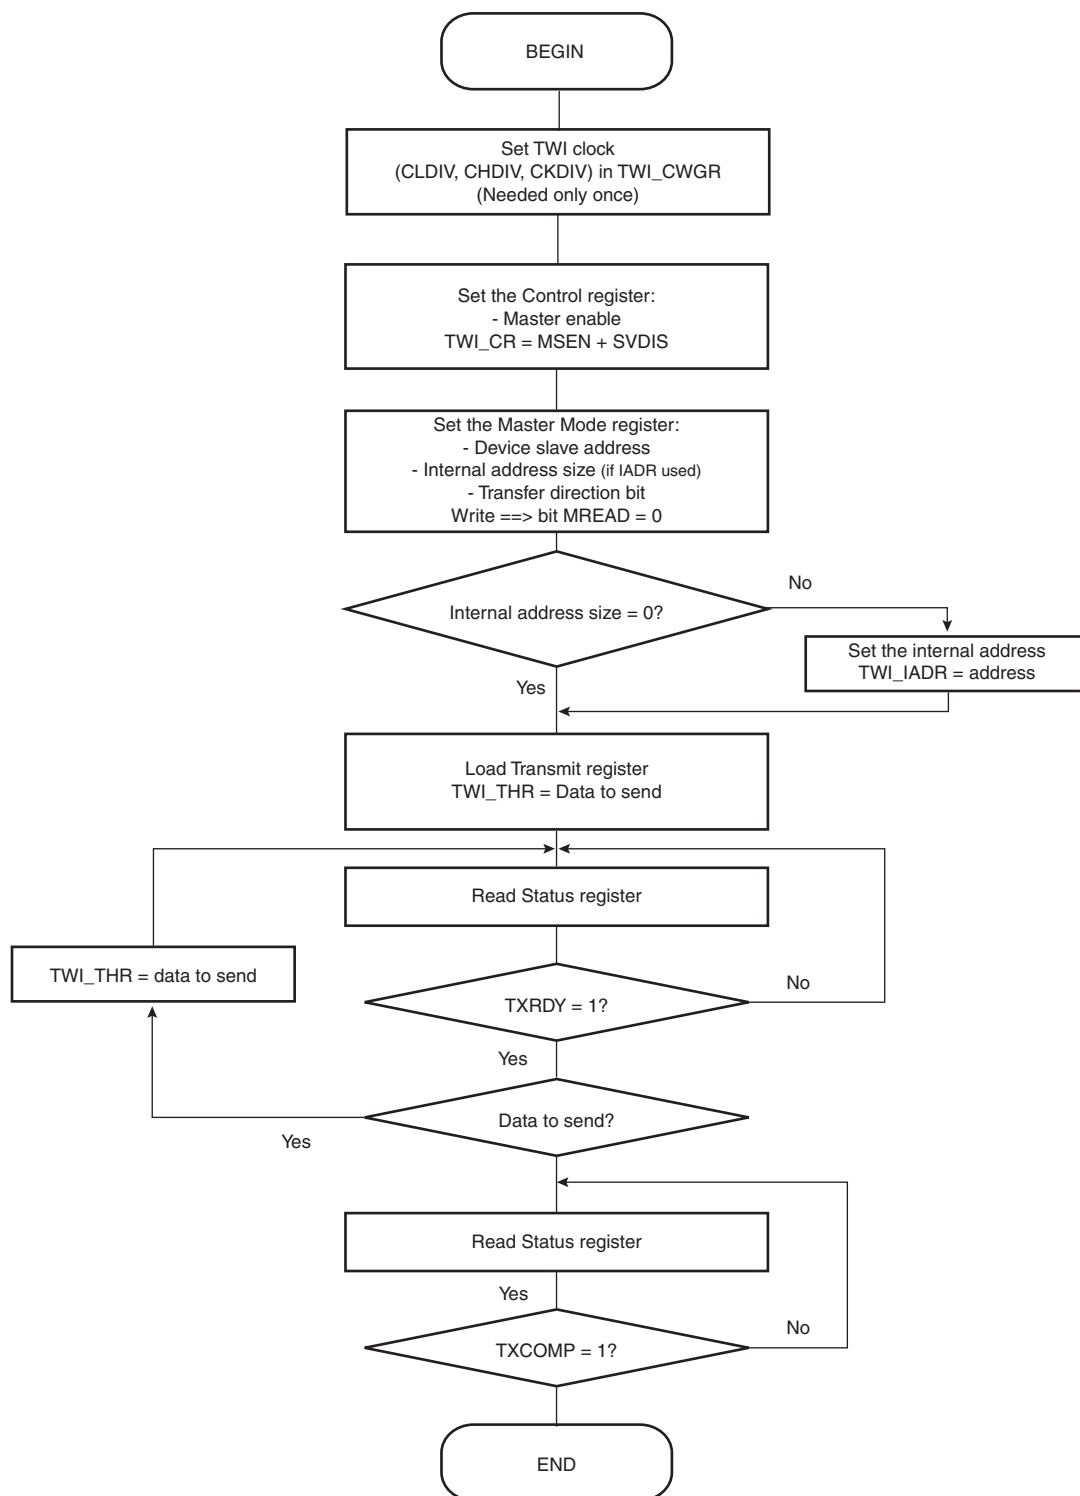 BEGIN
Set TWI clock
(CLDIV, CHDIV, CKDIV) in TWI_CWGR
(Needed only once)
Set the Control register:
- Master enable
TWI_CR = MSEN + SVDIS
Set the Master Mode register:
- Device slave address
- Internal address size (if IADR used)
- Transfer direction bit
Write ==> bit MREAD = 0
No
Internal address size = 0?
Set the internal address
TWI_IADR = address
Yes
Load Transmit register
TWI_THR = Data to send
Read Status register
TWI_THR = data to send
No
TXRDY = 1?
Yes
Data to send?
Yes
Read Status register
Yes
No
TXCOMP = 1?
END